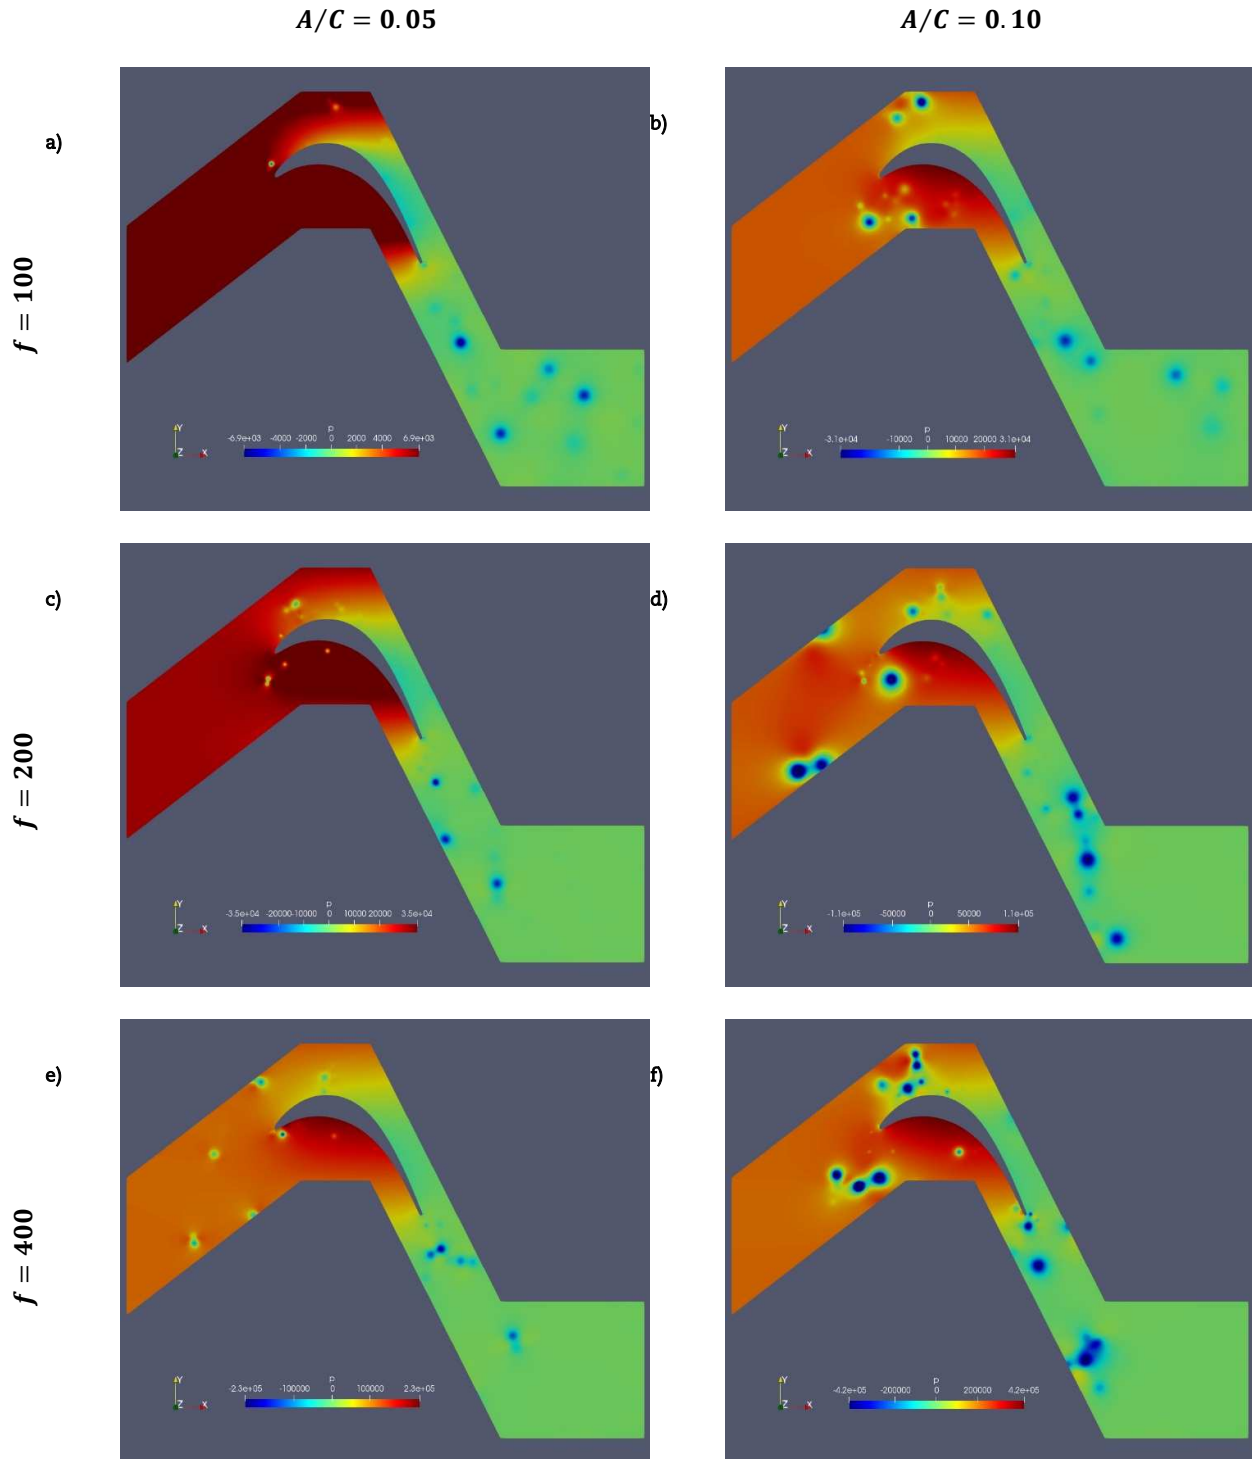 A/C = 0.05 A/C = 0.10
f = 100
a)
b)
p
-6.9e+03 -4000 -2000 0 2000 4000 6.9e+03
Y
Z X
p
-3.1e+04 -10000 0 10000 20000 3.1e+04
Y
Z X
f = 200
c)
d)
p
-3.5e+04 -20000 -10000 0 10000 20000 3.5e+04
Y
Z X
p
-1.1e+05 -50000 0 50000 1.1e+05
Y
Z X
f = 400
e)
f)
p
-2.3e+05 -100000 0 100000 2.3e+05
Y
Z X
p
-4.2e+05 -200000 0 200000 4.2e+05
Y
Z X